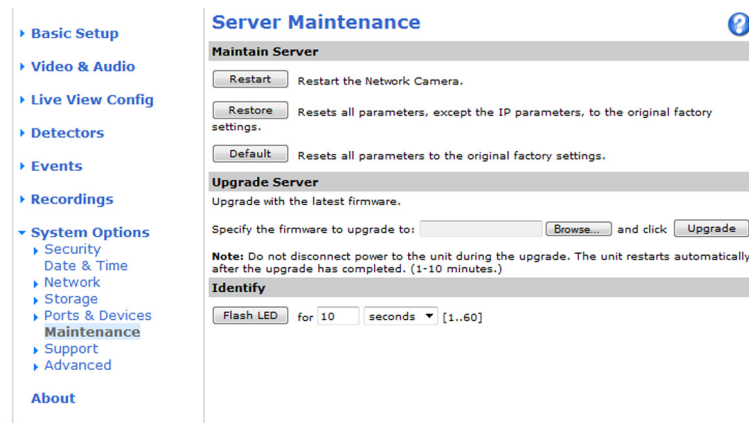 Basic Setup
Video & Audio
Live View Config
Detectors
Events
Recordings
System Options
Security
Date & Time
Network
Storage
Ports & Devices
Maintenance
Support
Advanced
About
Server Maintenance
?
Maintain Server
Restart Restart the Network Camera.
Restore Resets all parameters, except the IP parameters, to the original factory
settings.
Default Resets all parameters to the original factory settings.
Upgrade Server
Upgrade with the latest firmware.
Specify the firmware to upgrade to: Browse... and click Upgrade
Note: Do not disconnect power to the unit during the upgrade. The unit restarts automatically
after the upgrade has completed. (1-10 minutes.)
Identify
Flash LED for 10 seconds [1..60]